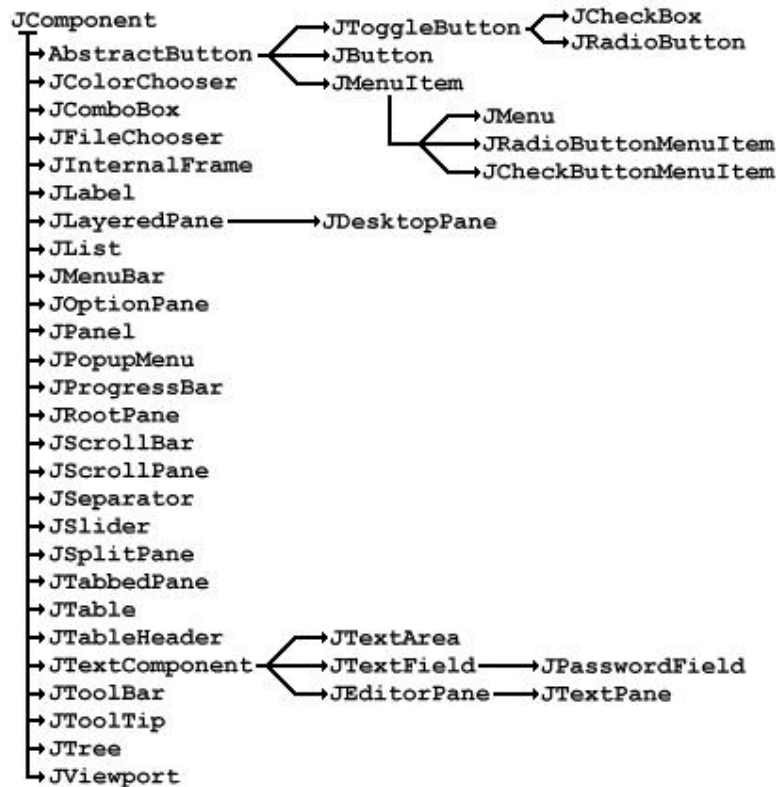 JComponent
AbstractButton JToggleButton JCheckBox
JRadioButton
JColorChooser JButton
JComboBox JMenuItem
JFileChooser JMenu
JInternalFrame JRadioButtonMenuItem
JLabel JCheckButtonMenuItem
JLayeredPane JDesktopPane
JList
JMenuBar
JOptionPane
JPanel
JPopupMenu
JProgressBar
JRootPane
JScrollBar
JScrollPane
JSeparator
JSlider
JSplitPane
JTabbedPane
JTable
JTableHeader JTextArea
JTextComponent JTextField JPasswordField
JToolBar JEditorPane JTextPane
JToolTip
JTree
JViewport